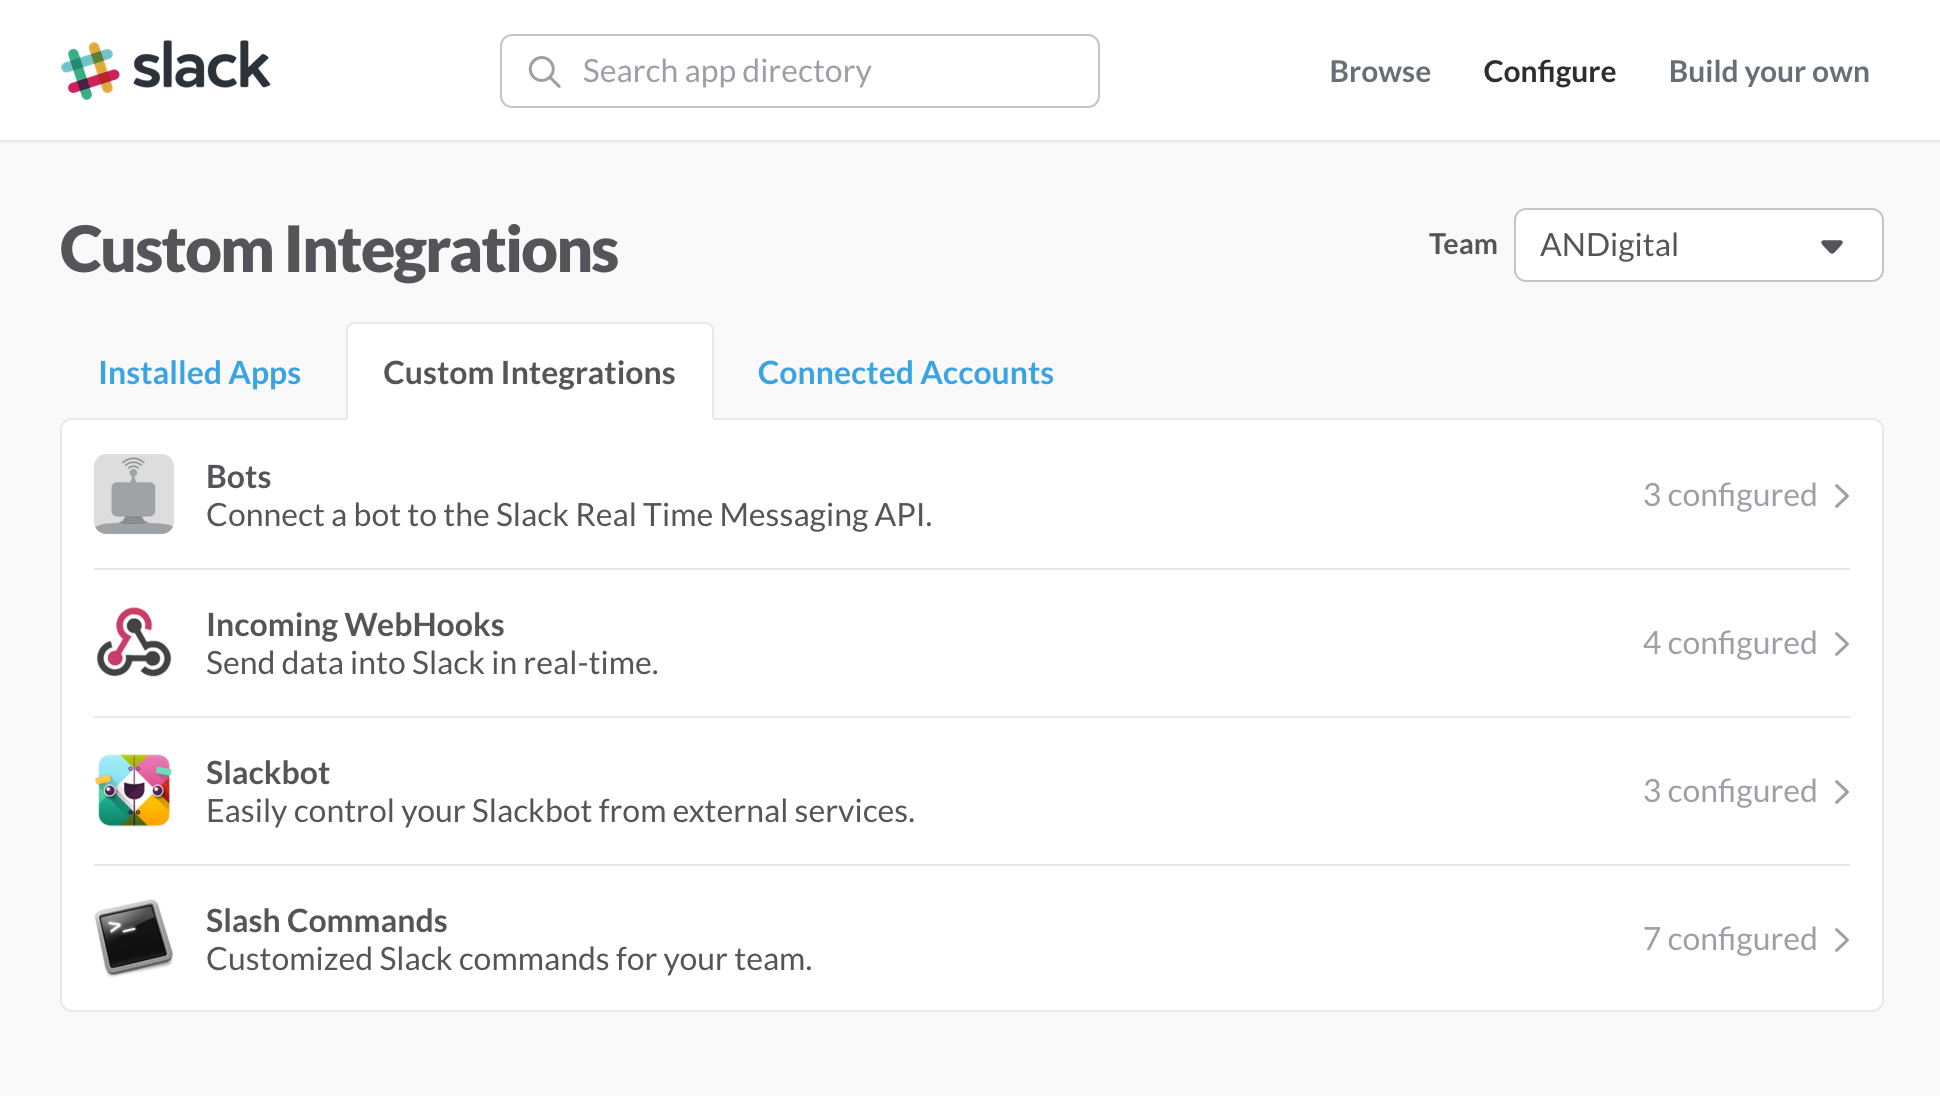 slack
Search app directory
Browse
Configure
Build your own
Custom Integrations
Team
ANDigital
Installed Apps
Custom Integrations
Connected Accounts
Bots
Connect a bot to the Slack Real Time Messaging API.
3 configured
Incoming WebHooks
Send data into Slack in real-time.
4 configured
Slackbot
Easily control your Slackbot from external services.
3 configured
>_
Slash Commands
Customized Slack commands for your team.
7 configured